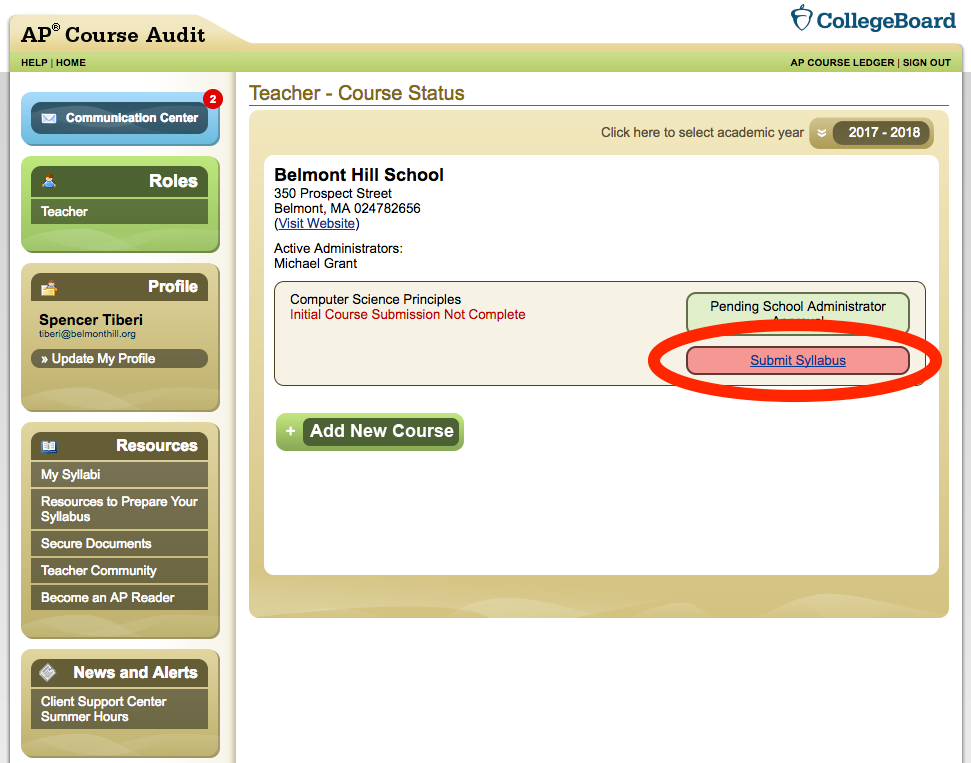 CollegeBoard
AP® Course Audit
HELP | HOME
AP COURSE LEDGER | SIGN OUT
2
Communication Center
Roles
Teacher
Profile
Spencer Tiberi
tiberi@belmonthill.org
» Update My Profile
Resources
My Syllabi
Resources to Prepare Your
Syllabus
Secure Documents
Teacher Community
Become an AP Reader
News and Alerts
Client Support Center
Summer Hours
Teacher - Course Status
Click here to select academic year
2017 - 2018
Belmont Hill School
350 Prospect Street
Belmont, MA 024782656
(Visit Website)
Active Administrators:
Michael Grant
Computer Science Principles
Initial Course Submission Not Complete
Pending School Administrator
Submit Syllabus
+ Add New Course